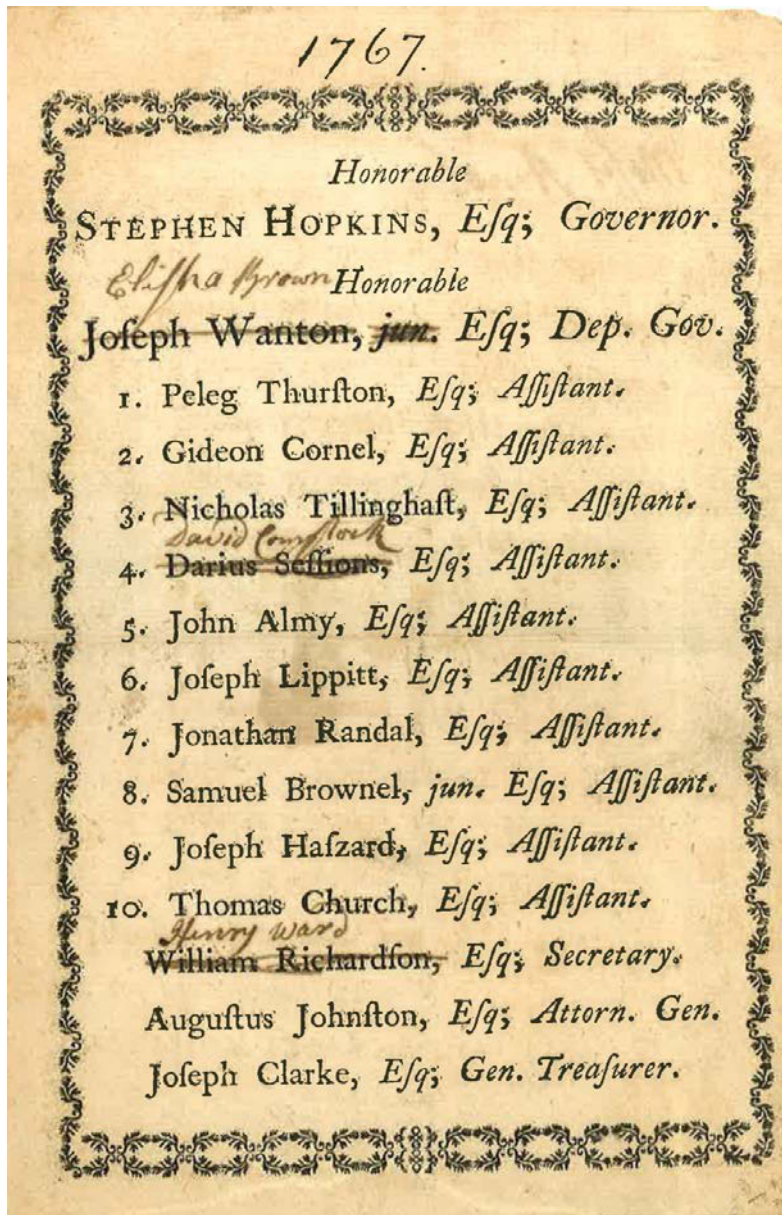 1767.
Honorable
STEPHEN HOPKINS, Eſq; Governor.
Eliſha Brown Honorable
Joſeph Wanton, jun. Eſq; Dep. Gov.
1. Peleg Thurſton, Eſq; Aſſiſtant.
2. Gideon Cornel, Eſq; Aſſiſtant.
3. Nicholas Tillinghaſt, Eſq; Aſſiſtant.
David Comſtock
4. Darius Seſſions, Eſq; Aſſiſtant.
5. John Almy, Eſq; Aſſiſtant.
6. Joſeph Lippitt, Eſq; Aſſiſtant.
7. Jonathan Randal, Eſq; Aſſiſtant.
8. Samuel Brownel, jun. Eſq; Aſſiſtant.
9. Joſeph Haſzard, Eſq; Aſſiſtant.
10. Thomas Church, Eſq; Aſſiſtant.
Henry Ward
William Richardſon, Eſq; Secretary.
Auguſtus Johnſton, Eſq; Attorn. Gen.
Joſeph Clarke, Eſq; Gen. Treaſurer.